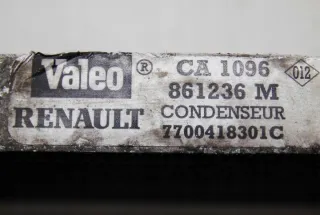 Valeo ® CA 1096 012
861236 M
RENAULT CONDENSEUR
7700418301C